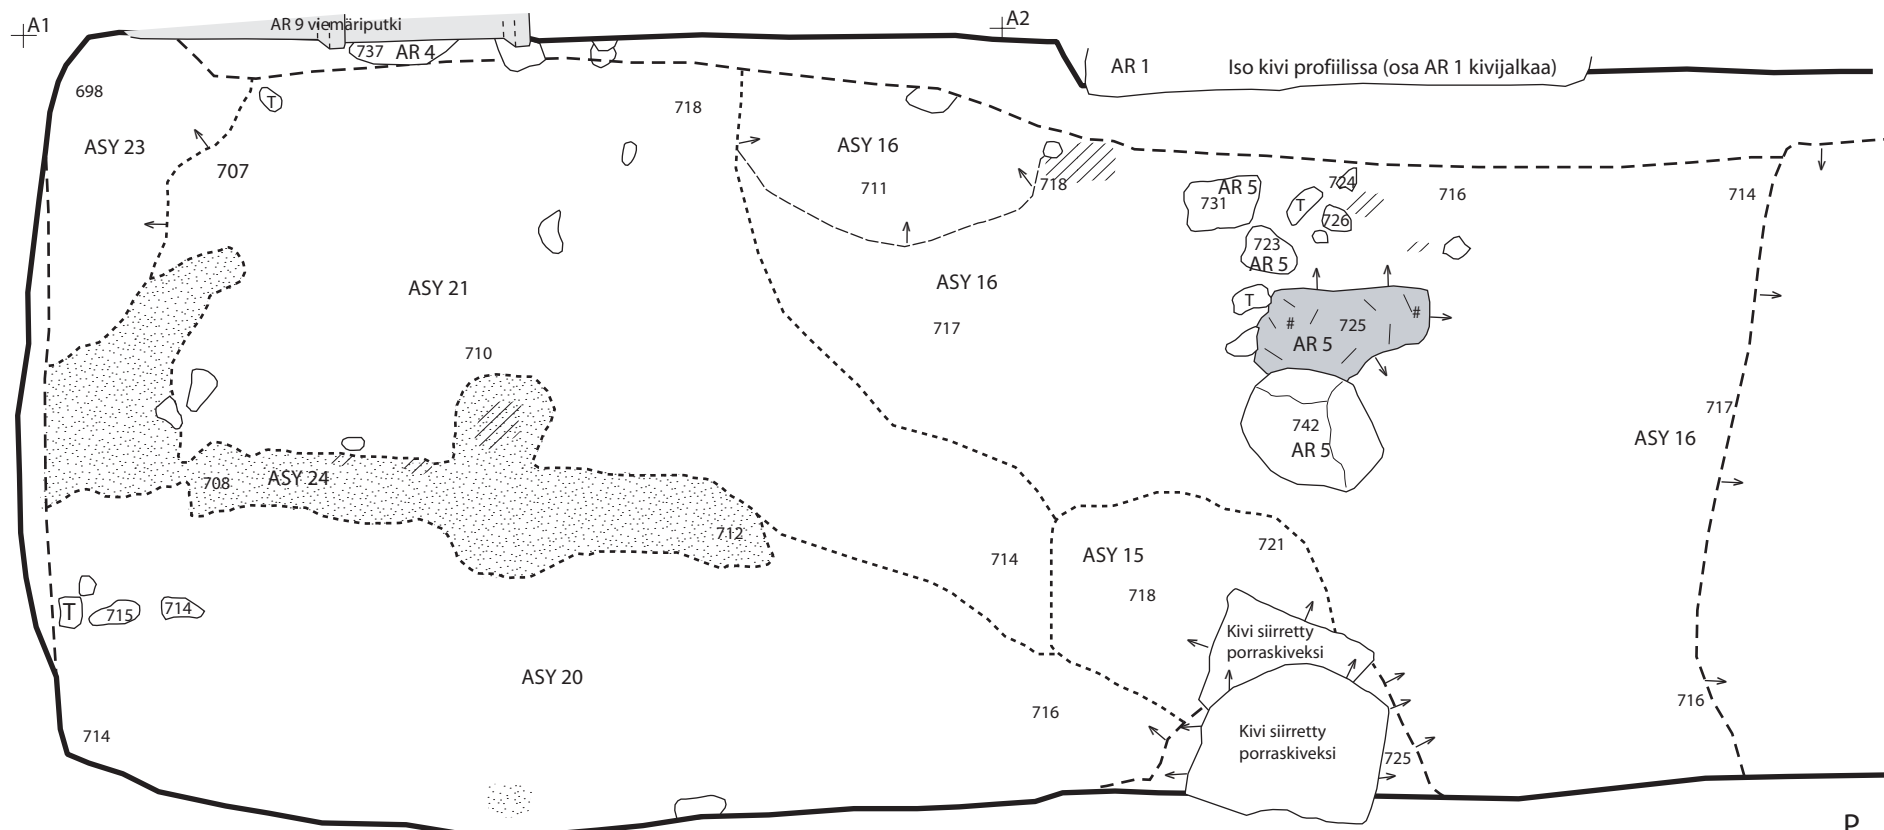 A1
AR 9 viemäriputki
A2
737 AR 4
AR 1
Iso kivi profiilissa (osa AR 1 kivijalkaa)
698
T
718
ASY 23
ASY 16
707
711
718
AR 5
731
T
724
726
716
714
723
AR 5
ASY 21
ASY 16
T
#
725
#
717
AR 5
710
717
742
AR 5
ASY 16
708
ASY 24
712
714
ASY 15
721
718
T
715
714
Kivi siirretty
porraskiveksi
ASY 20
716
716
714
Kivi siirretty
porraskiveksi
725
P